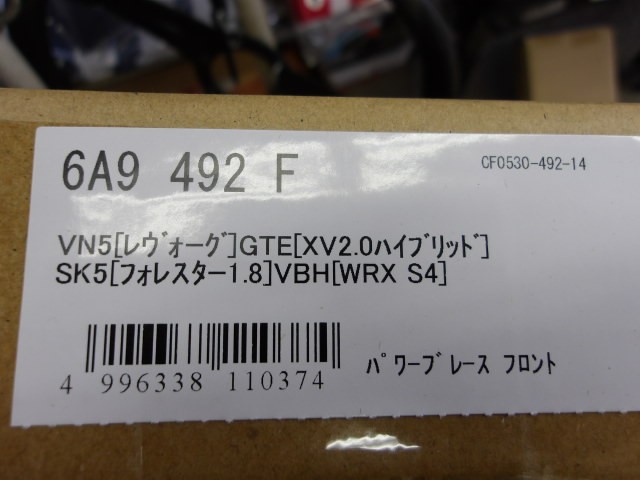 6A9 492 F
CF0530-492-14
VN5[ﾚｳﾞｫｰｸﾞ]GTE[XV2.0ﾊｲﾌﾞﾘｯﾄﾞ]
SK5[ﾌｫﾚｽﾀｰ1.8]VBH[WRX S4]
4 996338 110374
ﾊﾟﾜｰﾌﾞﾚｰｽ ﾌﾛﾝﾄ